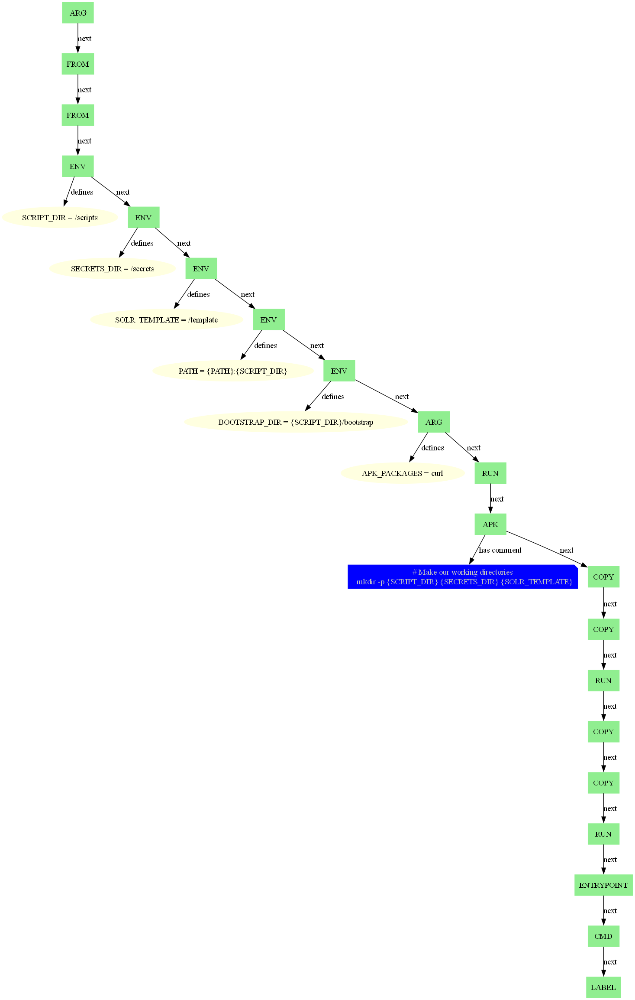 ARG
next
FROM
next
FROM
next
ENV
defines
next
SCRIPT_DIR = /scripts
ENV
defines
next
SECRETS_DIR = /secrets
ENV
defines
next
SOLR_TEMPLATE = /template
ENV
defines
next
PATH = {PATH}:{SCRIPT_DIR}
ENV
defines
next
BOOTSTRAP_DIR = {SCRIPT_DIR}/bootstrap
ARG
defines
next
APK_PACKAGES = curl
RUN
next
APK
has comment
next
# Make our working directories
mkdir -p {SCRIPT_DIR} {SECRETS_DIR} {SOLR_TEMPLATE}
COPY
next
COPY
next
RUN
next
COPY
next
COPY
next
RUN
next
ENTRYPOINT
next
CMD
next
LABEL